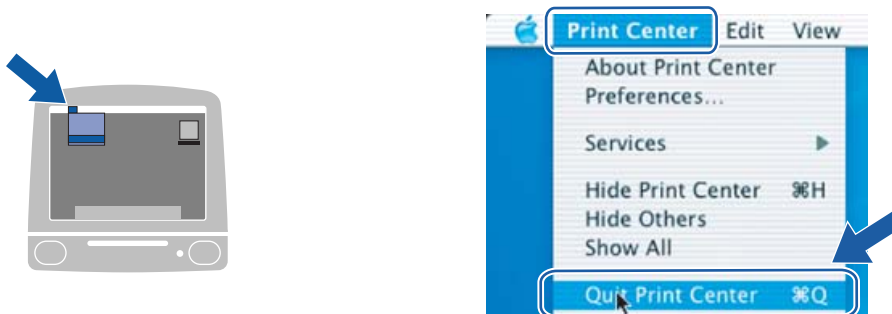 Print Center Edit View
About Print Center
Preferences...
Services
Hide Print Center ⌘H
Hide Others
Show All
Quit Print Center ⌘Q